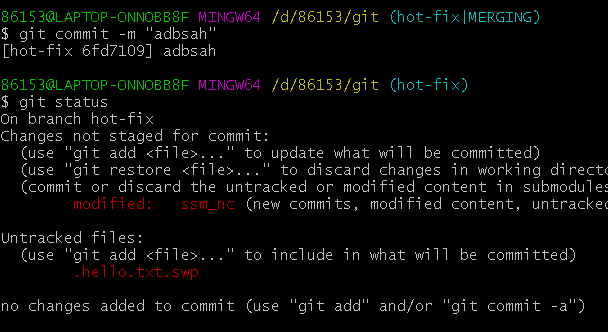 86153@LAPTOP-ONNOBB8F MINGW64 /d/86153/git (hot-fix|MERGING)
$ git commit -m "adbsah"
[hot-fix 6fd7109] adbsah
86153@LAPTOP-ONNOBB8F MINGW64 /d/86153/git (hot-fix)
$ git status
On branch hot-fix
Changes not staged for commit:
  (use "git add <file>..." to update what will be committed)
  (use "git restore <file>..." to discard changes in working directo
  (commit or discard the untracked or modified content in submodules
        modified:   ssm_nc (new commits, modified content, untracked
Untracked files:
  (use "git add <file>..." to include in what will be committed)
        .hello.txt.swp
no changes added to commit (use "git add" and/or "git commit -a")